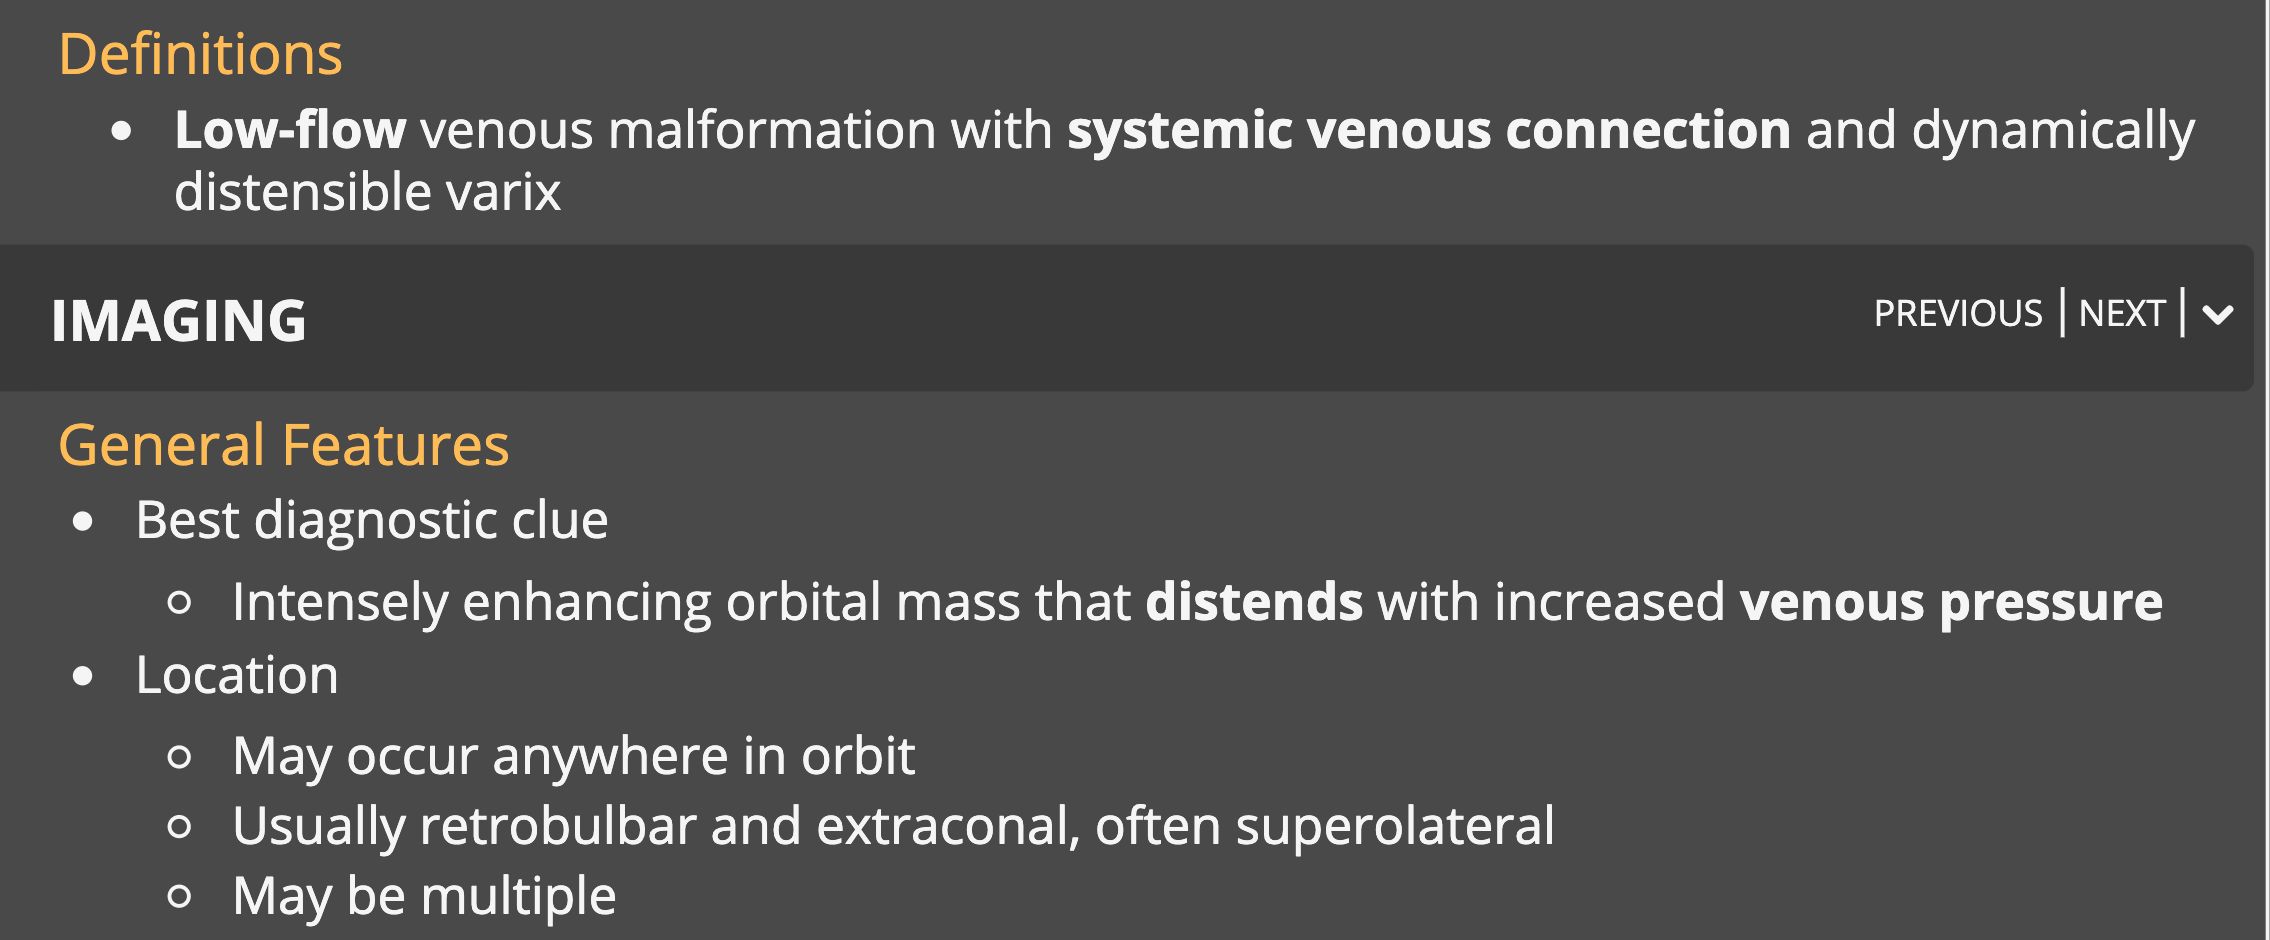 Definitions
• Low-flow venous malformation with systemic venous connection and dynamically
distensible varix
IMAGING
PREVIOUS | NEXT |
General Features
• Best diagnostic clue
○ Intensely enhancing orbital mass that distends with increased venous pressure
• Location
○ May occur anywhere in orbit
○ Usually retrobulbar and extraconal, often superolateral
○ May be multiple